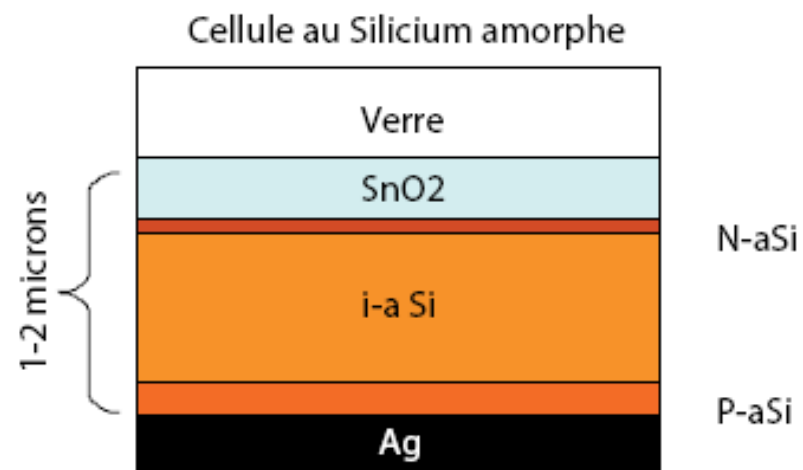 Cellule au Silicium amorphe
Verre
SnO2
N-aSi
i-a Si
1-2 microns
P-aSi
Ag